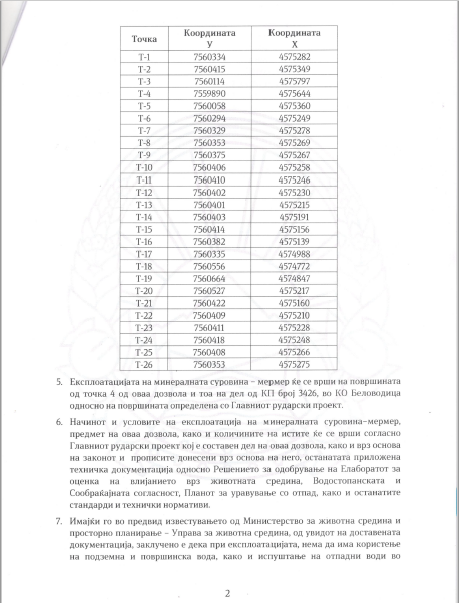 Точка Координата Y Координата X
Т-1 7560334 4575282
Т-2 7560415 4575349
Т-3 7560114 4575797
Т-4 7559890 4575644
Т-5 7560058 4575360
Т-6 7560294 4575249
Т-7 7560329 4575278
Т-8 7560353 4575269
Т-9 7560375 4575267
Т-10 7560406 4575258
Т-11 7560410 4575246
Т-12 7560402 4575230
Т-13 7560401 4575215
Т-14 7560403 4575191
Т-15 7560414 4575156
Т-16 7560382 4575139
Т-17 7560335 4574988
Т-18 7560556 4574772
Т-19 7560664 4574847
Т-20 7560527 4575217
Т-21 7560422 4575160
Т-22 7560409 4575210
Т-23 7560411 4575228
Т-24 7560418 4575248
Т-25 7560408 4575266
Т-26 7560353 4575275
5. Експлоатацијата на минералната суровина – мермер ќе се врши на површината
од точка 4 од оваа дозвола и тоа на дел од КП број 3426, во КО Беловодица
односно на површината определена со Главниот рударски проект.
6. Начинот и условите на експлоатација на минералната суровина-мермер,
предмет на оваа дозвола, како и количините на истите ќе се врши согласно
Главниот рударски проект кој е составен дел на оваа дозвола, како и врз основа
на законот и прописите донесени врз основа на него, останатата приложена
техничка документација односно Решението за одобрување на Елаборатот за
оценка на влијанието врз животната средина, Водостопанската и
Сообраќајната согласност, Планот за уравување со отпад, како и останатите
стандарди и технички нормативи.
7. Имајќи го во предвид известувањето од Министерство за животна средина и
просторно планирање – Управа за животна средина, од увидот на доставената
документација, заклучено е дека при експлоатацијата, нема да има користење
на подземна и површинска вода, како и испуштање на отпадни води во
2